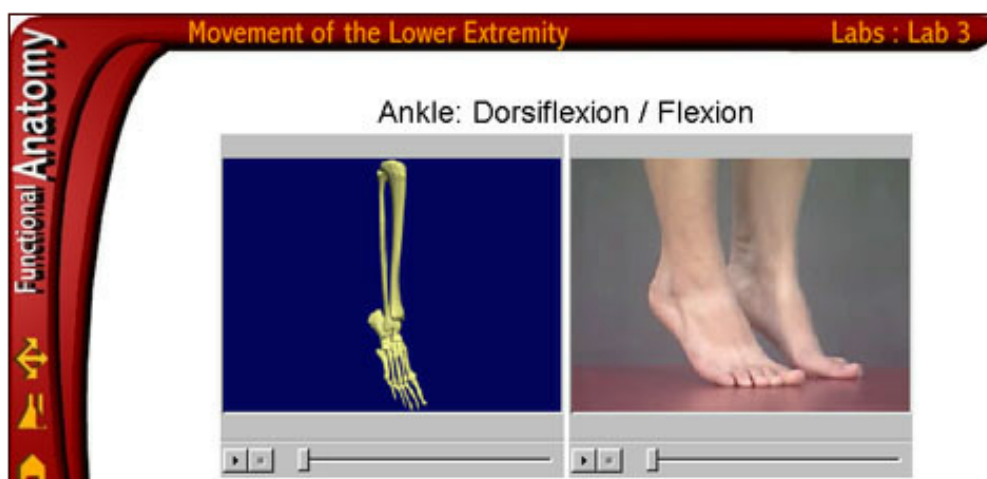 Movement of the Lower Extremity
Labs : Lab 3
Functional Anatomy
Ankle: Dorsiflexion / Flexion